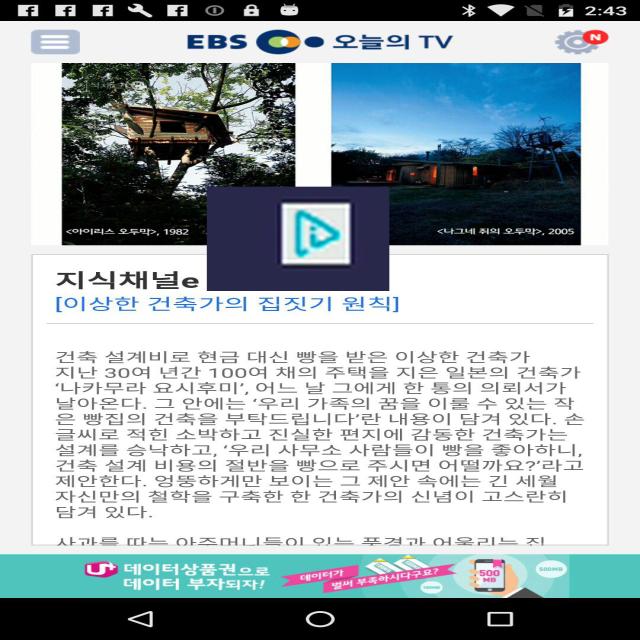 2:43
EBS 오늘의 TV
N
<아이리스 오두막>, 1982
<나그네 쥐의 오두막>, 2005
지식채널e
[이상한 건축가의 집짓기 원칙]
건축 설계비로 현금 대신 빵을 받은 이상한 건축가
지난 30여 년간 100여 채의 주택을 지은 일본의 건축가
‘나카무라 요시후미’, 어느 날 그에게 한 통의 의뢰서가
날아온다. 그 안에는 ‘우리 가족의 꿈을 이룰 수 있는 작
은 빵집의 건축을 부탁드립니다’란 내용이 담겨 있다. 손
글씨로 적힌 소박하고 진실한 편지에 감동한 건축가는
설계를 승낙하고, ‘우리 사무소 사람들이 빵을 좋아하니,
건축 설계 비용의 절반을 빵으로 주시면 어떨까요?’라고
제안한다. 엉뚱하게만 보이는 그 제안 속에는 긴 세월
자신만의 철학을 구축한 한 건축가의 신념이 고스란히
담겨 있다.
사과를 따는 아주머니들이 있는 풍경과 어울리는 집
U+ 데이터상품권으로
데이터 부자되자!
데이터가
벌써 부족하시다구요?
500
MB
500MB